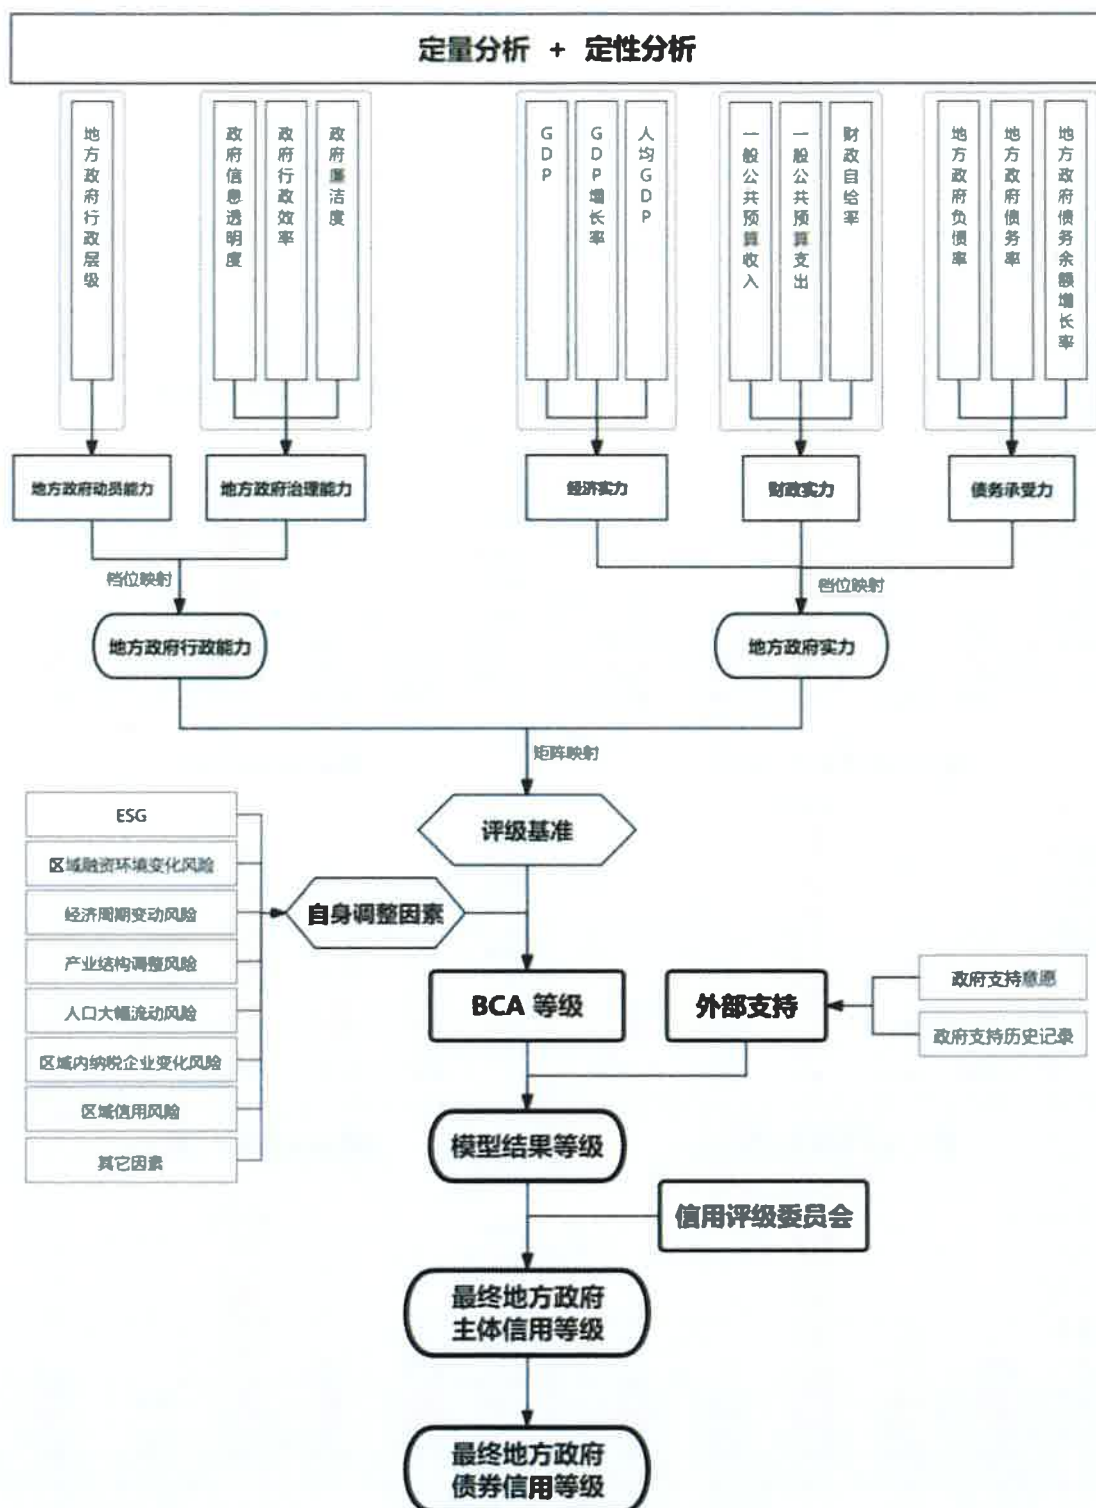 定量分析 + 定性分析
地方政府行政层级
政府信息透明度
政府行政效率
政府廉洁度
GDP
GDP增长率
人均GDP
一般公共预算收入
一般公共预算支出
财政自给率
地方政府负债率
地方政府债务率
地方政府债务余额增长率
地方政府动员能力
地方政府治理能力
经济实力
财政实力
债务承受力
档位映射
档位映射
地方政府行政能力
地方政府实力
矩阵映射
评级基准
ESG
区域融资环境变化风险
经济周期变动风险
产业结构调整风险
人口大幅流动风险
区域内纳税企业变化风险
区域信用风险
其它因素
自身调整因素
BCA 等级
外部支持
政府支持意愿
政府支持历史记录
模型结果等级
信用评级委员会
最终地方政府
主体信用等级
最终地方政府
债券信用等级